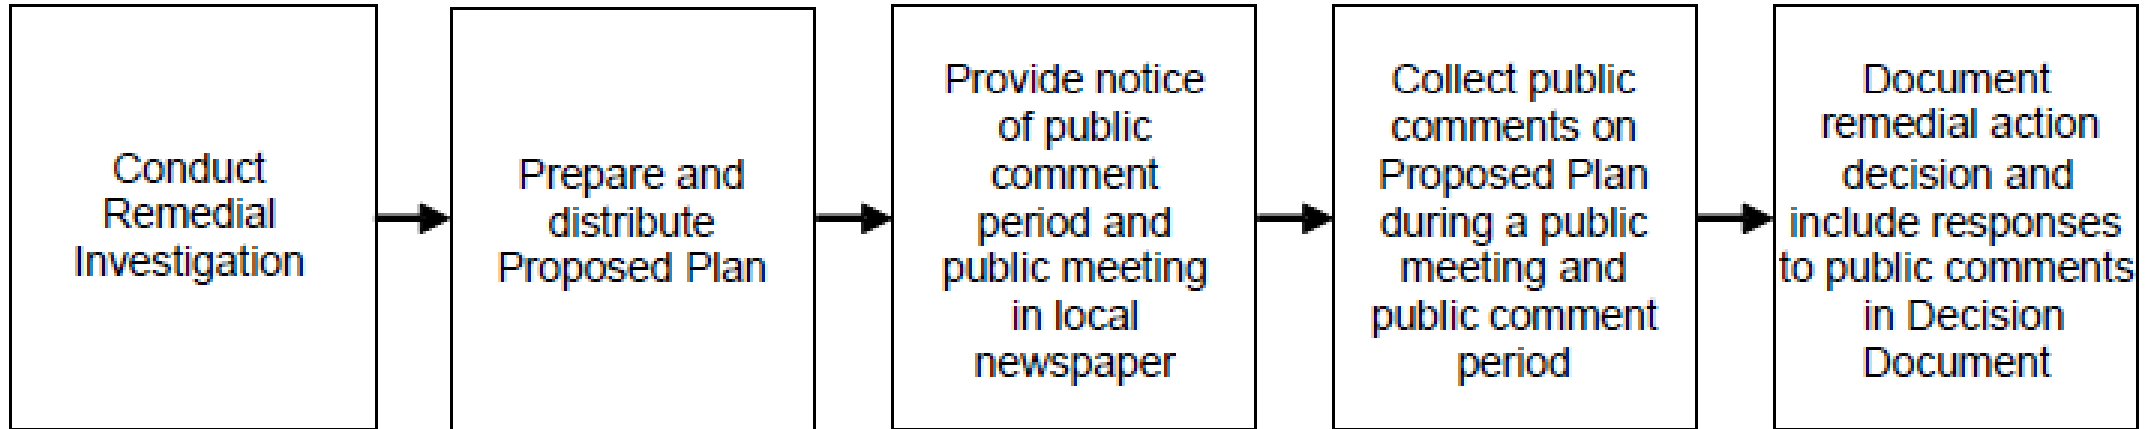 Conduct
Remedial
Investigation
Prepare and
distribute
Proposed Plan
Provide notice
of public
comment
period and
public meeting
in local
newspaper
Collect public
comments on
Proposed Plan
during a public
meeting and
public comment
period
Document
remedial action
decision and
include responses
to public comments
in Decision
Document